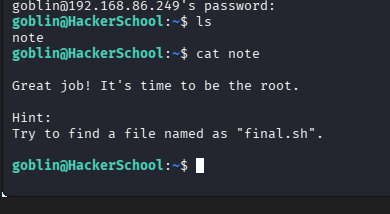 goblin@192.168.86.249's password:
goblin@HackerSchool:~$ ls
note
goblin@HackerSchool:~$ cat note
Great job! It's time to be the root.
Hint:
Try to find a file named as "final.sh".
goblin@HackerSchool:~$